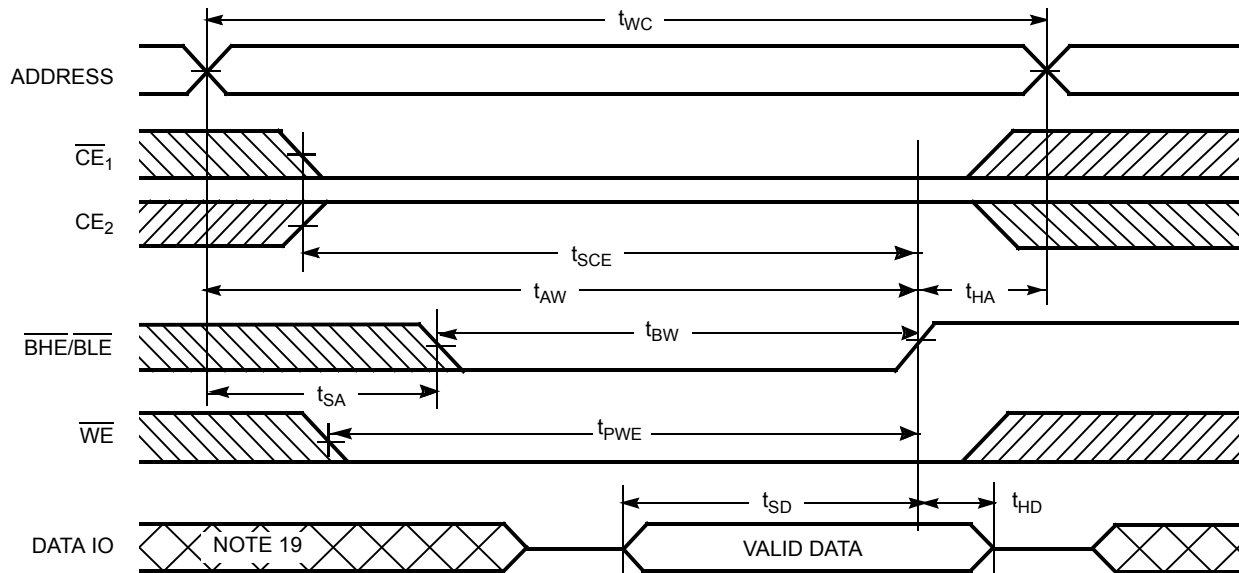 tWC
ADDRESS
CE1
CE2
tSCE
tAW
tHA
BHE/BLE
tBW
tSA
WE
tPWE
tSD
tHD
DATA IO
NOTE 19
VALID DATA